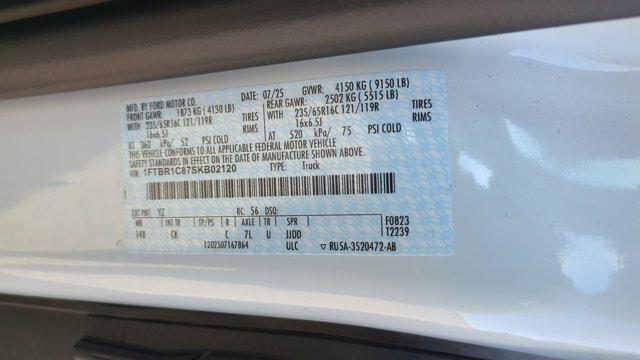 MFD. BY FORD MOTOR CO. DATE: 07/25 GVWR: 4150 KG ( 9150 LB)
FRONT GAWR: 1873 KG ( 4130 LB) REAR GAWR: 2502 KG ( 5515 LB)
WITH 235/65R16C 121/119R TIRES WITH 235/65R16C 121/119R TIRES
16x6.5J RIMS 16x6.5J RIMS
AT 360 kPa/ 52 PSI COLD AT 520 kPa/ 75 PSI COLD
THIS VEHICLE CONFORMS TO ALL APPLICABLE FEDERAL MOTOR VEHICLE
SAFETY STANDARDS IN EFFECT ON THE DATE OF MANUFACTURE SHOWN ABOVE.
VIN: 1FTBR1C87SKB02120 TYPE: Truck
EXT PNT: YZ RC: 56 DSO: F0823
WB INT TR TP/PS R AXLE TR SPR T2239
148 CK C 7L U JJDD
1202507167864 ULC ▽ RU5A-3520472-AB